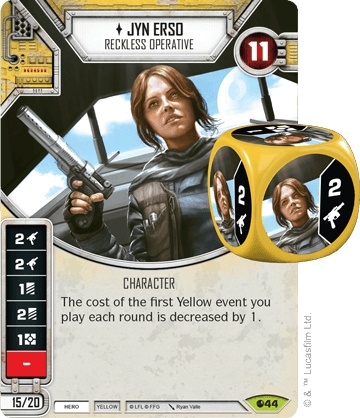 JYN ERSO
RECKLESS OPERATIVE
11
2
2
2
1
2
1
-
CHARACTER
The cost of the first Yellow event you
play each round is decreased by 1.
15/20
HERO
YELLOW
© LFL © FFG
Ryan Valle
44
© & ™ Lucasfilm Ltd.